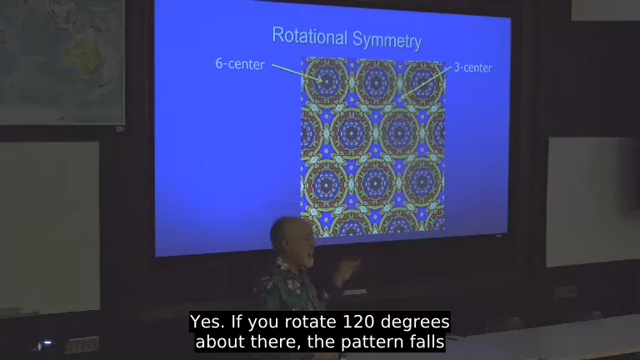 Rotational Symmetry
6-center
3-center
Yes. If you rotate 120 degrees
about there, the pattern falls